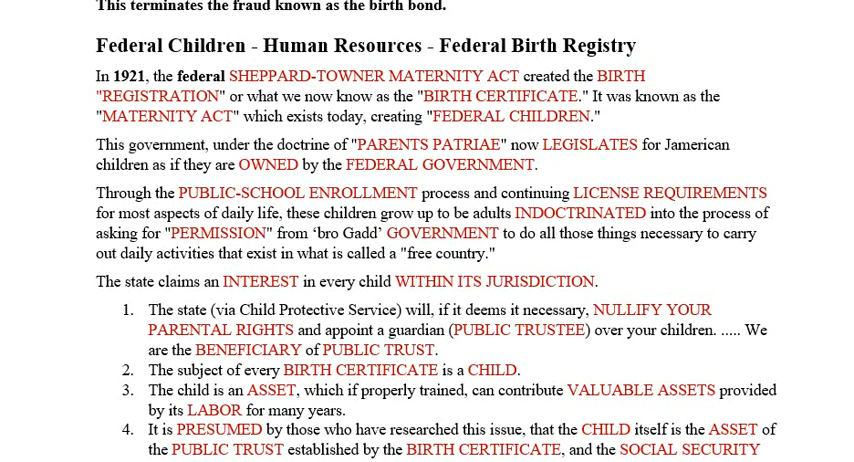 This terminates the fraud known as the birth bond.
Federal Children - Human Resources - Federal Birth Registry
In 1921, the federal SHEPPARD-TOWNER MATERNITY ACT created the BIRTH
"REGISTRATION" or what we now know as the "BIRTH CERTIFICATE." It was known as the
"MATERNITY ACT" which exists today, creating "FEDERAL CHILDREN."
This government, under the doctrine of "PARENTS PATRIAE" now LEGISLATES for Jamerican
children as if they are OWNED by the FEDERAL GOVERNMENT.
Through the PUBLIC-SCHOOL ENROLLMENT process and continuing LICENSE REQUIREMENTS
for most aspects of daily life, these children grow up to be adults INDOCTRINATED into the process of
asking for "PERMISSION" from ‘bro Gadd’ GOVERNMENT to do all those things necessary to carry
out daily activities that exist in what is called a "free country."
The state claims an INTEREST in every child WITHIN ITS JURISDICTION.
1. The state (via Child Protective Service) will, if it deems it necessary, NULLIFY YOUR
PARENTAL RIGHTS and appoint a guardian (PUBLIC TRUSTEE) over your children. ..... We
are the BENEFICIARY of PUBLIC TRUST.
2. The subject of every BIRTH CERTIFICATE is a CHILD.
3. The child is an ASSET, which if properly trained, can contribute VALUABLE ASSETS provided
by its LABOR for many years.
4. It is PRESUMED by those who have researched this issue, that the CHILD itself is the ASSET of
the PUBLIC TRUST established by the BIRTH CERTIFICATE, and the SOCIAL SECURITY